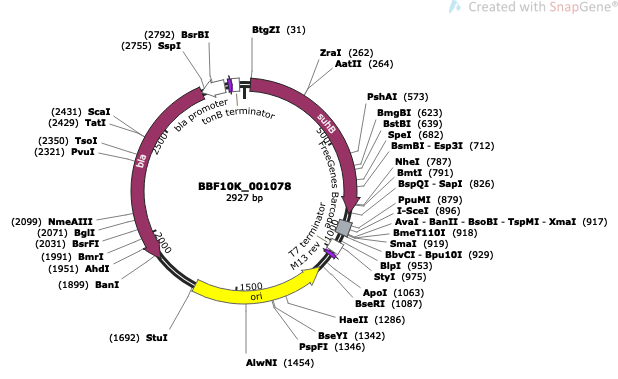 Created with SnapGene®
(2792) BsrBI
(2755) SspI
BtgZI (31)
ZraI (262)
AatII (264)
PshAI (573)
BmgBI (623)
BstBI (639)
SpeI (682)
BsmBI - Esp3I (712)
NheI (787)
BmtI (791)
BspQI - SapI (826)
PpuMI (879)
I-SceI (896)
AvaI - BanII - BsoBI - TspMI - XmaI (917)
BmeT110I (918)
SmaI (919)
BbvCI - Bpu10I (929)
BlpI (953)
StyI (975)
ApoI (1063)
BseRI (1087)
HaeII (1286)
BseYI (1342)
PspFI (1346)
AlwNI (1454)
(1692) StuI
(1899) BanI
(1951) AhdI
(1991) BmrI
(2031) BsrFI
(2071) BglI
(2099) NmeAIII
(2321) PvuI
(2350) TsoI
(2429) TatI
(2431) ScaI
bla promoter
tonB terminator
suhB
500
FreeGenes Barcode
1000
T7 terminator
M13 rev
1500
ori
2000
bla
2500
BBF10K_001078
2927 bp